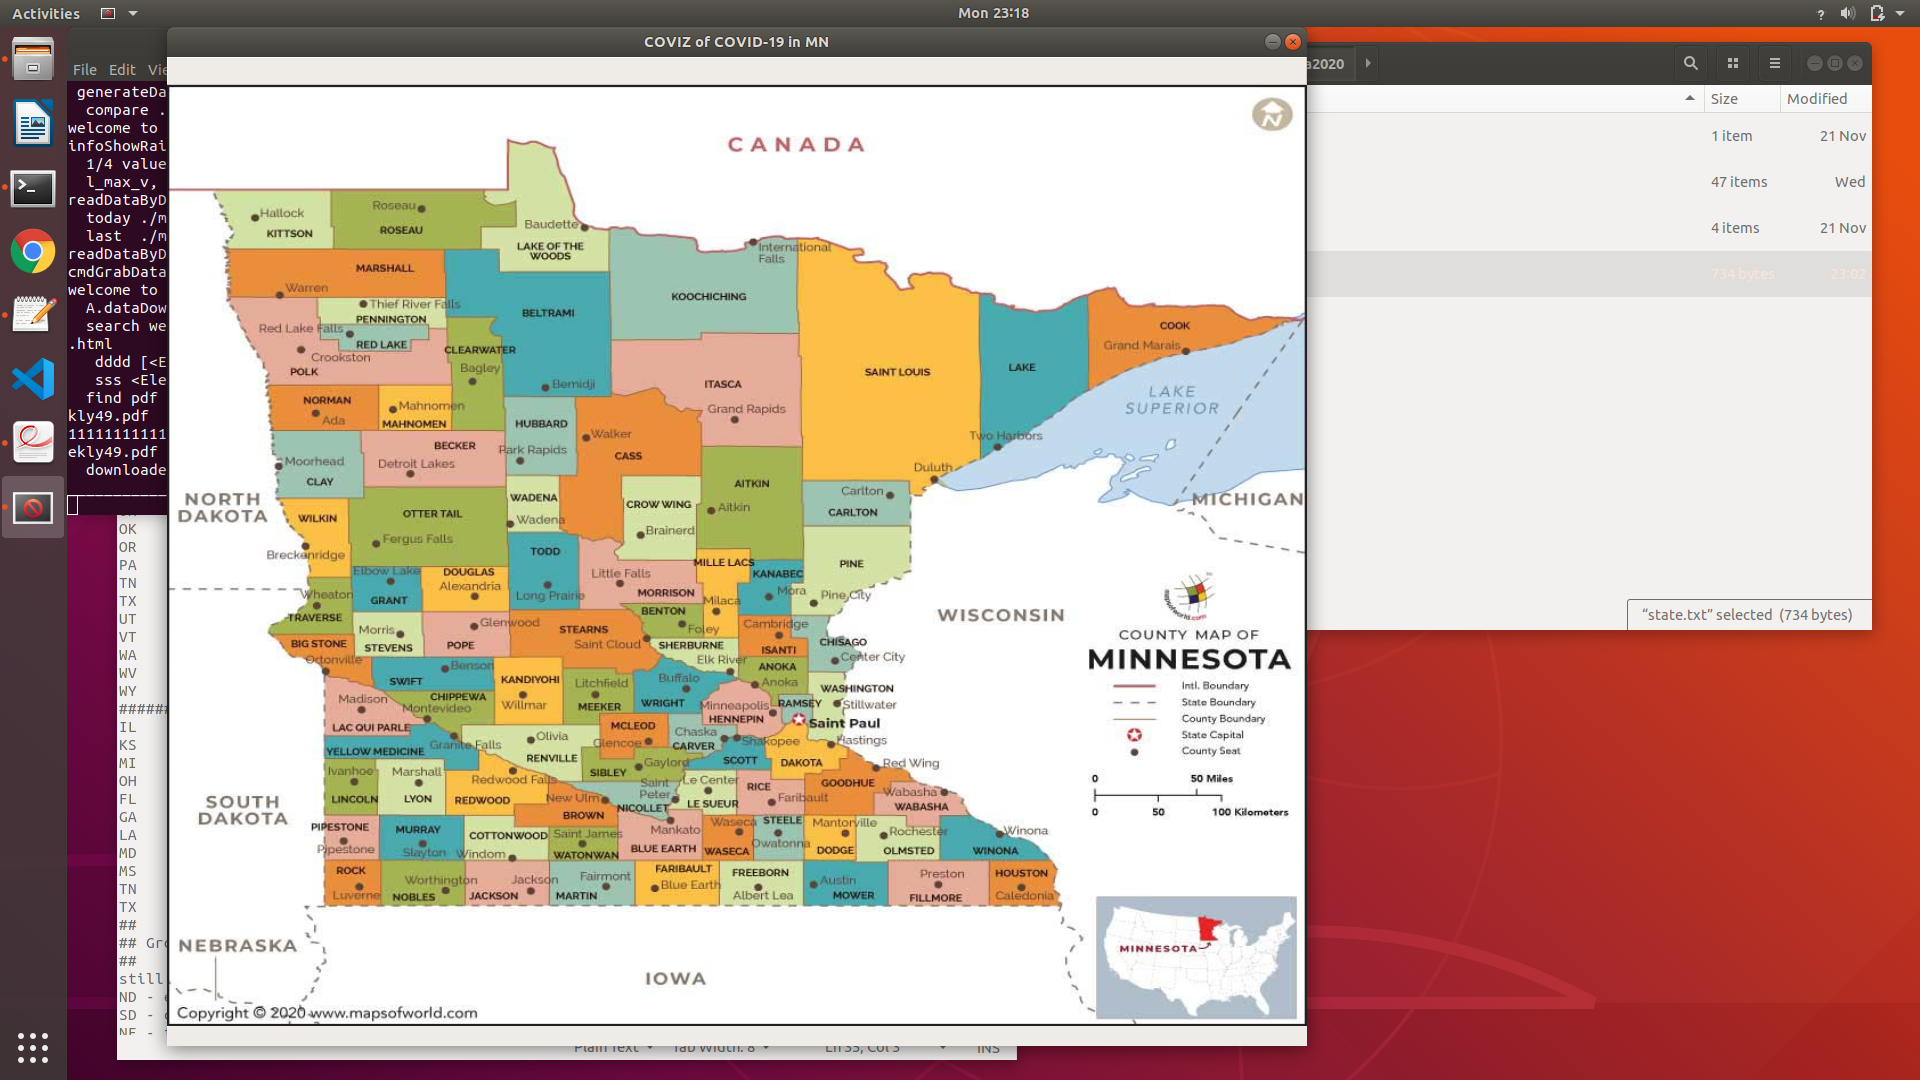 Activities
Mon 23:18
?
COVIZ of COVID-19 in MN
File Edit
a2020
Size
Modified
1 item 21 Nov
47 items Wed
4 items 21 Nov
734 bytes 23:02
“state.txt” selected (734 bytes)
generateDa
compare .
welcome to
infoShowRai
1/4 value
l_max_v,
readDataByD
today ./m
last ./m
readDataByD
cmdGrabData
welcome to
A.dataDow
search we
.html
dddd [<E
sss <Ele
find pdf
kly49.pdf
11111111111
ekly49.pdf
downloade
OK
OR
PA
TN
TX
UT
VT
WA
WV
WY
######
IL
KS
MI
OH
FL
GA
LA
MD
MS
TN
TX
##
## Gro
##
still
ND -
SD -
NE -
Plain Text
Tab Width: 8
Ln 35, Col 3
INS
CANADA
N
Hallock
KITTSON
Roseau
ROSEAU
Baudette
LAKE OF THE
WOODS
International
Falls
KOOCHICHING
MARSHALL
Warren
Thief River Falls
PENNINGTON
Red Lake Falls
RED LAKE
Crookston
POLK
BELTRAMI
Bemidji
CLEARWATER
Bagley
ITASCA
Grand Rapids
SAINT LOUIS
Duluth
LAKE
Two Harbors
COOK
Grand Marais
LAKE
SUPERIOR
MICHIGAN
NORMAN
Ada
Mahnomen
MAHNOMEN
HUBBARD
Park Rapids
Walker
CASS
BECKER
Detroit Lakes
Moorhead
CLAY
NORTH
DAKOTA
WADENA
Wadena
CROW WING
Brainerd
AITKIN
Aitkin
Carlton
CARLTON
WILKIN
Breckenridge
OTTER TAIL
Fergus Falls
TODD
Long Prairie
Little Falls
MORRISON
MILLE LACS
Milaca
KANABEC
Mora
PINE
Pine City
Elbow Lake
GRANT
DOUGLAS
Alexandria
Wheaton
TRAVERSE
BENTON
Foley
Cambridge
ISANTI
WISCONSIN
BIG STONE
Ortonville
Morris
STEVENS
Glenwood
POPE
STEARNS
Saint Cloud
SHERBURNE
Elk River
CHISAGO
Center City
ANOKA
Anoka
Benson
SWIFT
KANDIYOHI
Willmar
Litchfield
MEEKER
Buffalo
WRIGHT
WASHINGTON
Stillwater
RAMSEY
Minneapolis
HENNEPIN
Saint Paul
CHIPPEWA
Montevideo
Madison
LAC QUI PARLE
MCLEOD
Glencoe
Chaska
CARVER
Shakopee
SCOTT
Hastings
DAKOTA
YELLOW MEDICINE
Granite Falls
Olivia
RENVILLE
Gaylord
SIBLEY
Red Wing
GOODHUE
Ivanhoe
LINCOLN
Marshall
LYON
Redwood Falls
REDWOOD
New Ulm
BROWN
Saint
Peter
NICOLLET
Le Center
LE SUEUR
RICE
Faribault
Wabasha
WABASHA
SOUTH
DAKOTA
PIPESTONE
Pipestone
MURRAY
Slayton
COTTONWOOD
Windom
Saint James
WATONWAN
Mankato
BLUE EARTH
Waseca
WASECA
STEELE
Owatonna
Mantorville
DODGE
Rochester
OLMSTED
Winona
WINONA
ROCK
Luverne
Worthington
NOBLES
Jackson
JACKSON
Fairmont
MARTIN
FARIBAULT
Blue Earth
FREEBORN
Albert Lea
Austin
MOWER
Preston
FILLMORE
HOUSTON
Caledonia
NEBRASKA
IOWA
mapsofworld.com
COUNTY MAP OF
MINNESOTA
Intl. Boundary
State Boundary
County Boundary
State Capital
County Seat
0 50 Miles
0 50 100 Kilometers
MINNESOTA
Copyright © 2020 www.mapsofworld.com